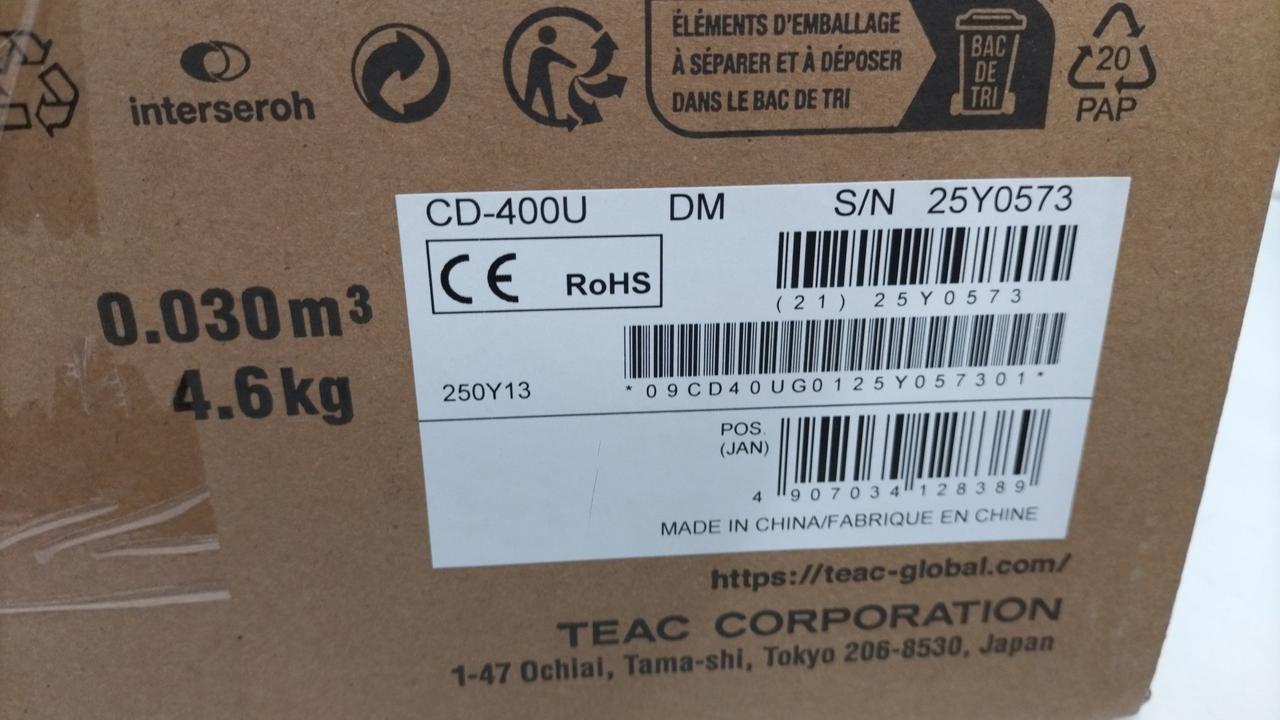 interseroh
ÉLÉMENTS D'EMBALLAGE
À SÉPARER ET À DÉPOSER
DANS LE BAC DE TRI
BAC
DE
TRI
20
PAP
CD-400U DM S/N 25Y0573
CE RoHS
(21) 25Y0573
0.030m³
4.6kg
250Y13
*09CD40UG0125Y057301*
POS.
(JAN)
4 907034 128389
MADE IN CHINA/FABRIQUE EN CHINE
https://teac-global.com/
TEAC CORPORATION
1-47 Ochiai, Tama-shi, Tokyo 206-8530, Japan